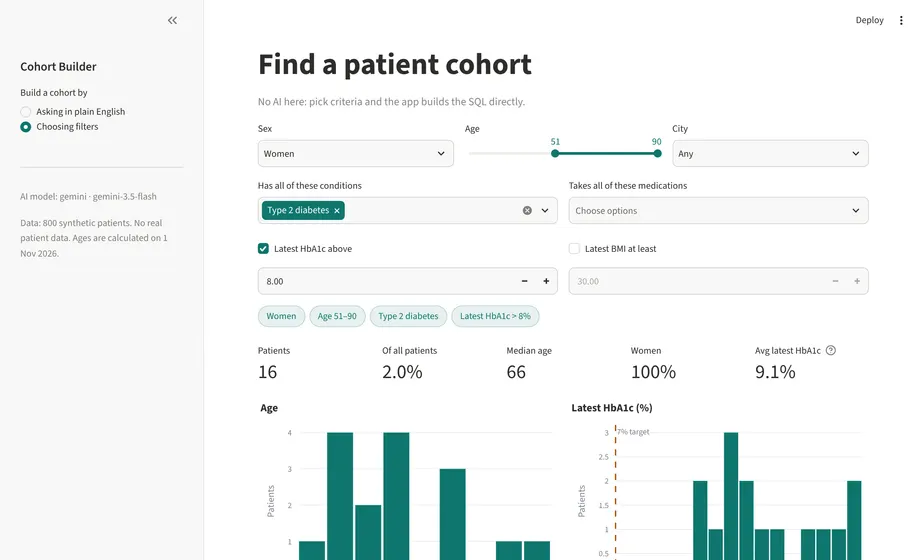 Deploy
Cohort Builder
Build a cohort by
Asking in plain English
Choosing filters
AI model: gemini · gemini-3.5-flash
Data: 800 synthetic patients. No real
patient data. Ages are calculated on 1
Nov 2026.
Find a patient cohort
No AI here: pick criteria and the app builds the SQL directly.
Sex Age City
51 90
Women Any
Has all of these conditions Takes all of these medications
Type 2 diabetes × Choose options
Latest HbA1c above Latest BMI at least
8.00 − + 30.00 − +
Women Age 51–90 Type 2 diabetes Latest HbA1c > 8%
Patients Of all patients Median age Women Avg latest HbA1c ?
16 2.0% 66 100% 9.1%
Age
4
3
2
1
Patients
Latest HbA1c (%)
7% target
3
2.5
2
1.5
1
0.5
Patients